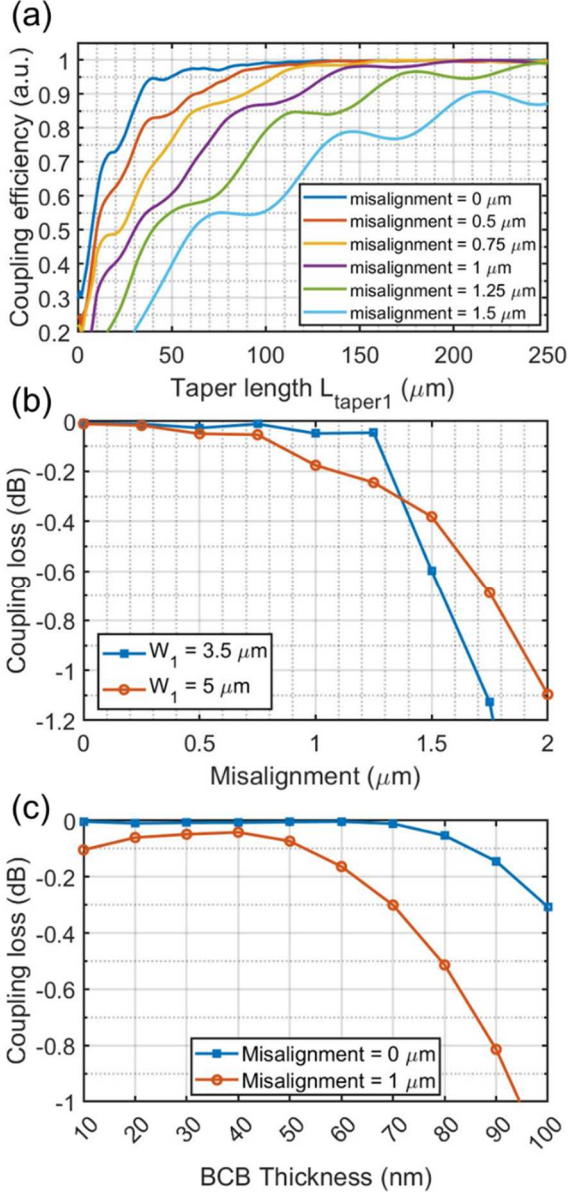 (a)
Coupling efficiency (a.u.)
1
0.9
0.8
0.7
0.6
0.5
0.4
0.3
0.2
misalignment = 0 μm
misalignment = 0.5 μm
misalignment = 0.75 μm
misalignment = 1 μm
misalignment = 1.25 μm
misalignment = 1.5 μm
0 50 100 150 200 250
Taper length L_taper1 (μm)
(b)
Coupling loss (dB)
0
-0.2
-0.4
-0.6
-0.8
-1
-1.2
W_1 = 3.5 μm
W_1 = 5 μm
0 0.5 1 1.5 2
Misalignment (μm)
(c)
Coupling loss (dB)
0
-0.2
-0.4
-0.6
-0.8
-1
Misalignment = 0 μm
Misalignment = 1 μm
10 20 30 40 50 60 70 80 90 100
BCB Thickness (nm)